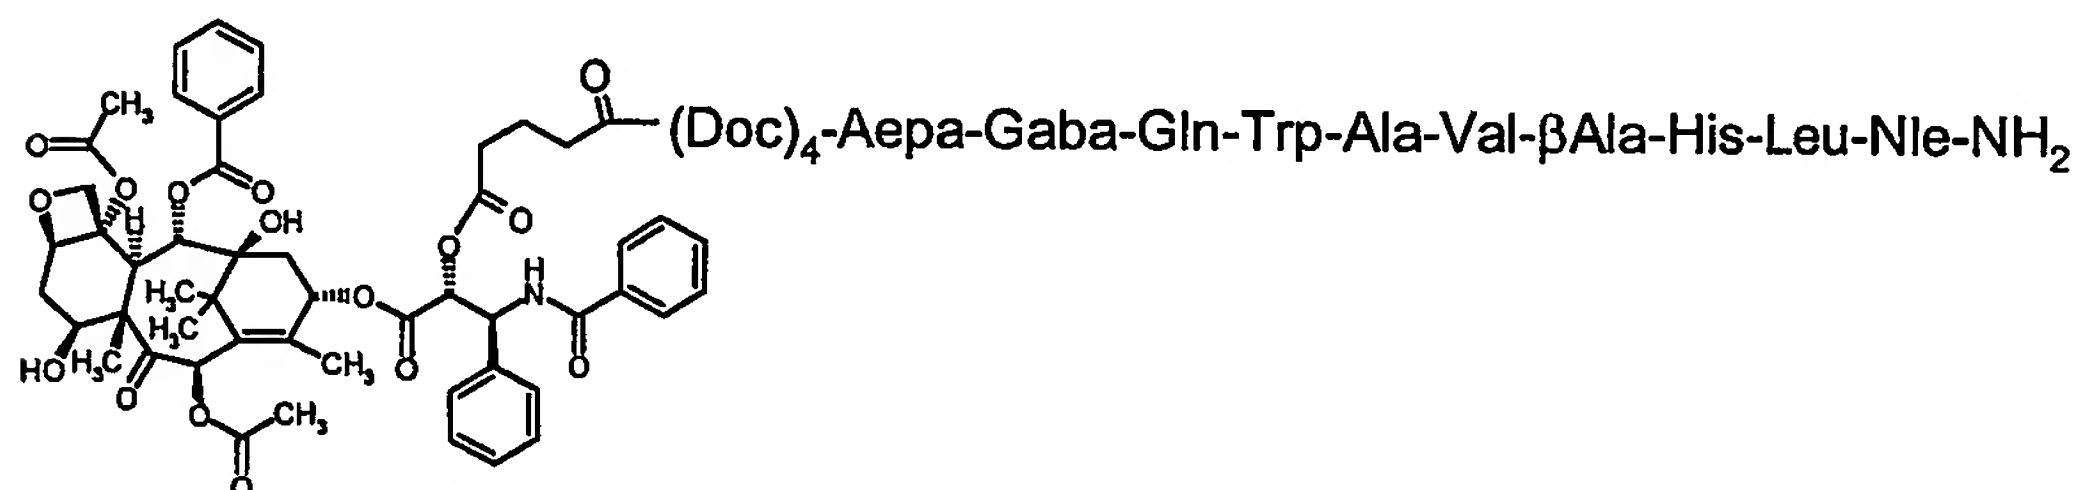 O
(Doc)₄-Aepa-Gaba-Gln-Trp-Ala-Val-βAla-His-Leu-Nle-NH₂
CH₃
O
O
O
O
O
O
H
OH
O
O
H
N
H₃C
H₃C
O
HO
H₃C
O
CH₃
O
O
O
CH₃
O